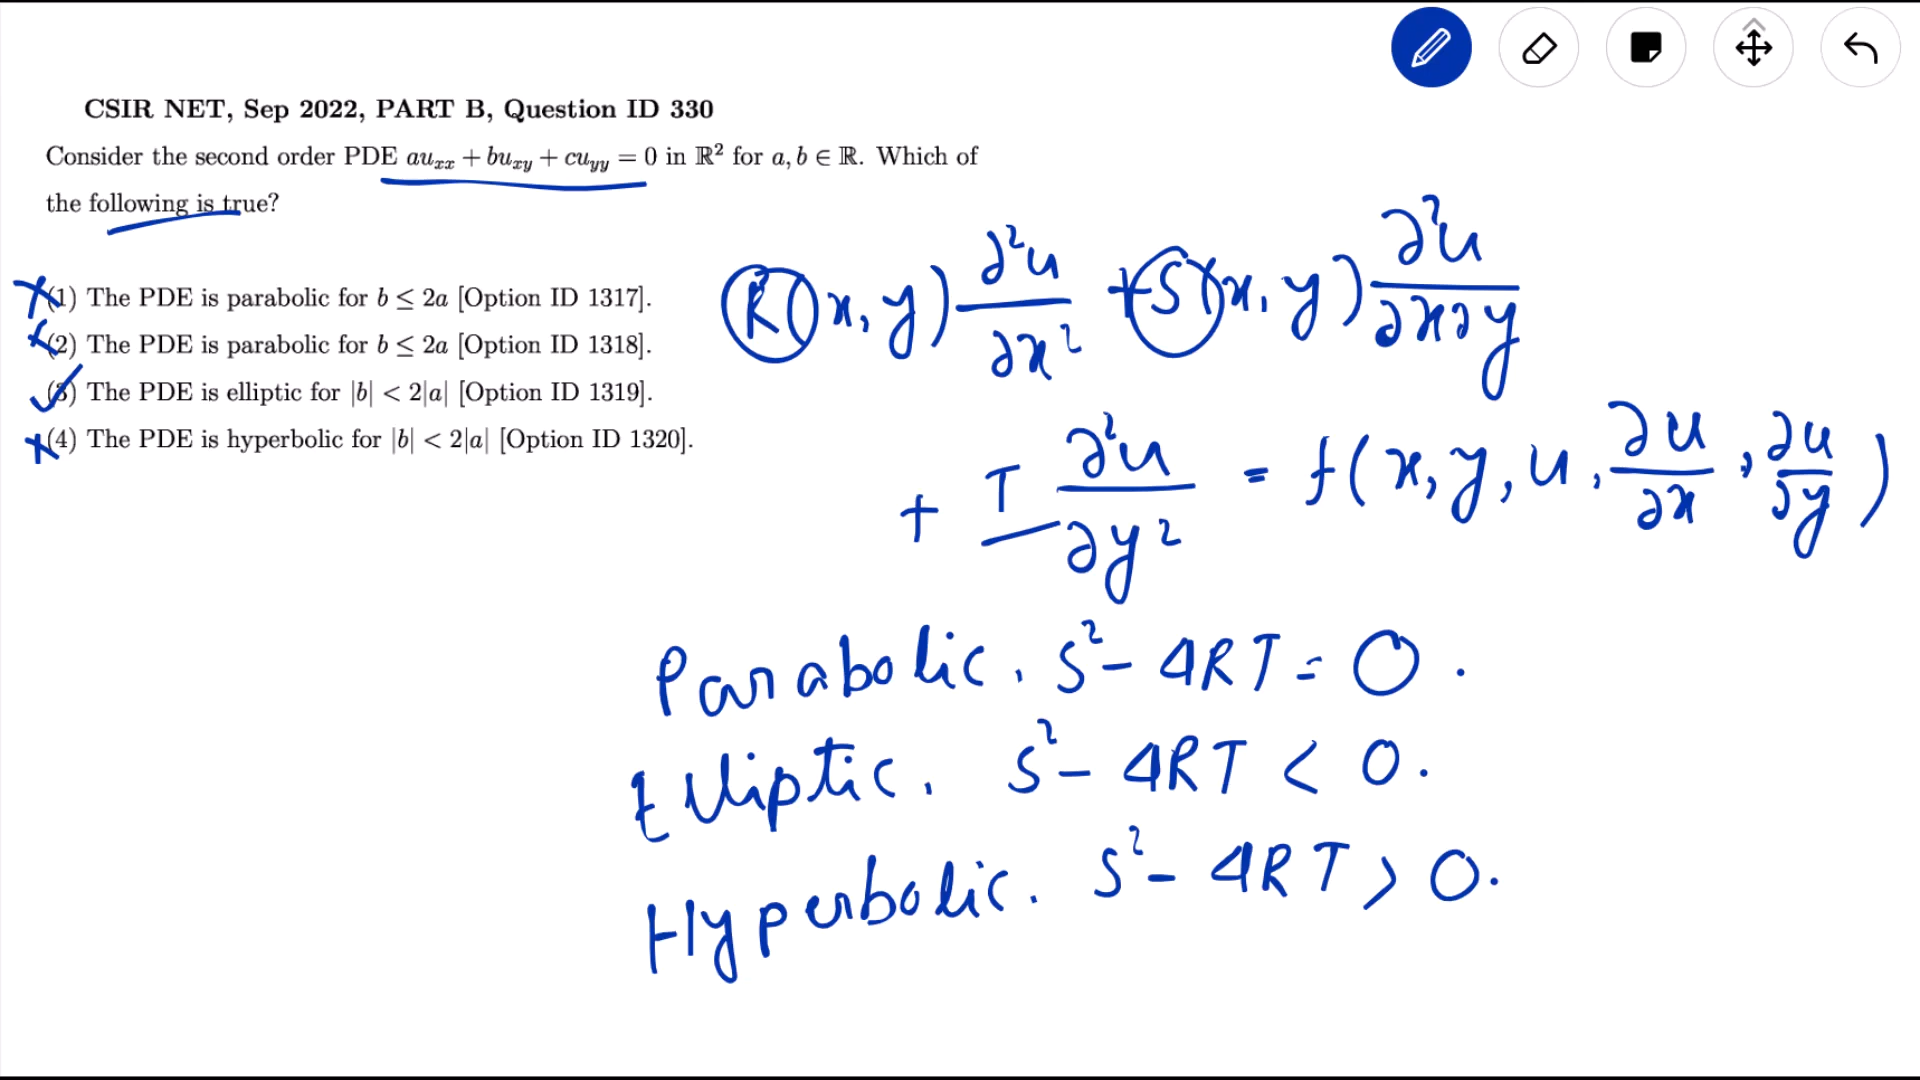 CSIR NET, Sep 2022, PART B, Question ID 330
Consider the second order PDE au_xx + bu_xy + cu_yy = 0 in ℝ² for a, b ∈ ℝ. Which of
the following is true?
(1) The PDE is parabolic for b ≤ 2a [Option ID 1317].
(2) The PDE is parabolic for b ≤ 2a [Option ID 1318].
(3) The PDE is elliptic for |b| < 2|a| [Option ID 1319].
(4) The PDE is hyperbolic for |b| < 2|a| [Option ID 1320].
R(x, y) ∂²u/∂x² + S(x, y) ∂²u/∂x∂y
+ T ∂²u/∂y² = f(x, y, u, ∂u/∂x, ∂u/∂y)
Parabolic. S² - 4RT = 0.
Elliptic. S² - 4RT < 0.
Hyperbolic. S² - 4RT > 0.